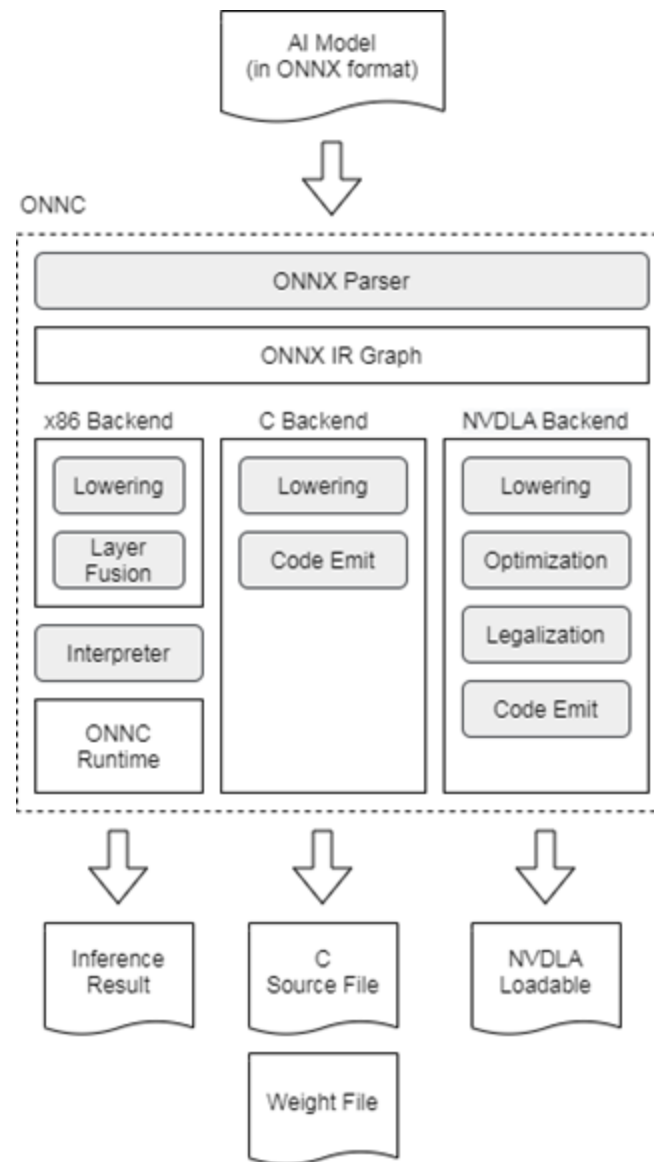 AI Model
(in ONNX format)
ONNC
ONNX Parser
ONNX IR Graph
x86 Backend
Lowering
Layer
Fusion
Interpreter
ONNC
Runtime
C Backend
Lowering
Code Emit
NVDLA Backend
Lowering
Optimization
Legalization
Code Emit
Inference
Result
C
Source File
Weight File
NVDLA
Loadable